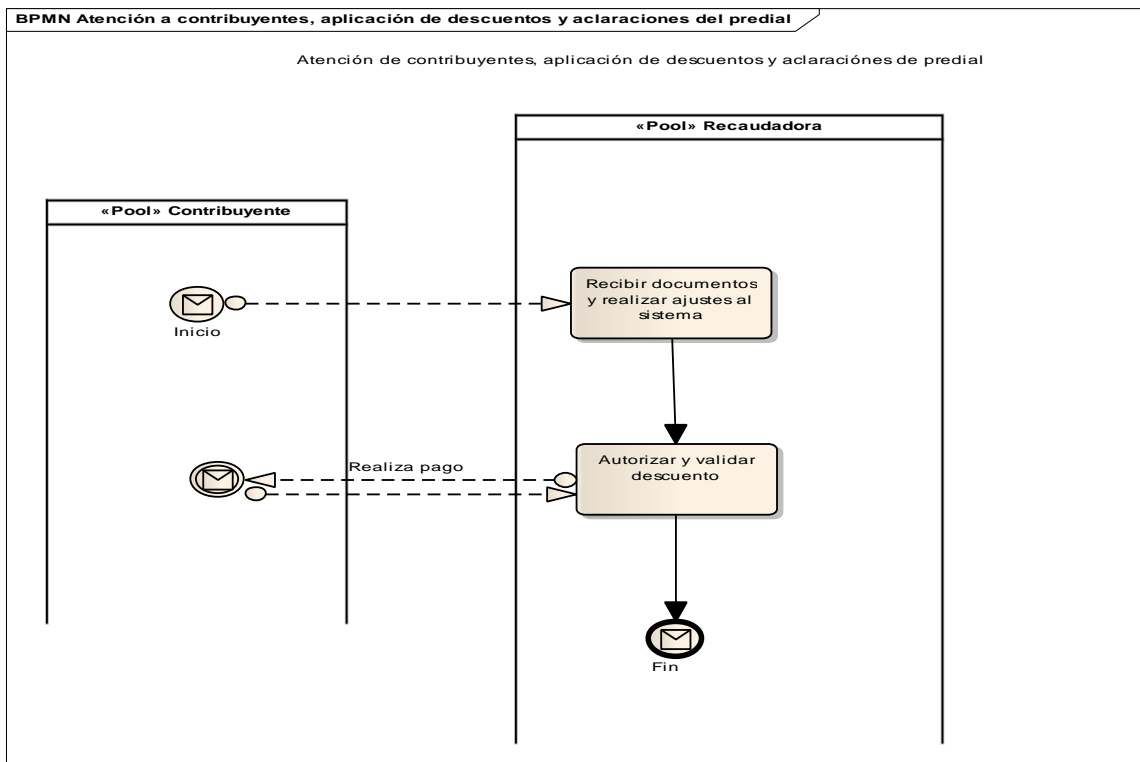 BPMN Atención a contribuyentes, aplicación de descuentos y aclaraciones del predial
Atención de contribuyentes, aplicación de descuentos y aclaraciónes de predial
«Pool» Recaudadora
«Pool» Contribuyente
Recibir documentos
y realizar ajustes al
sistema
Inicio
Realiza pago
Autorizar y validar
descuento
Fin